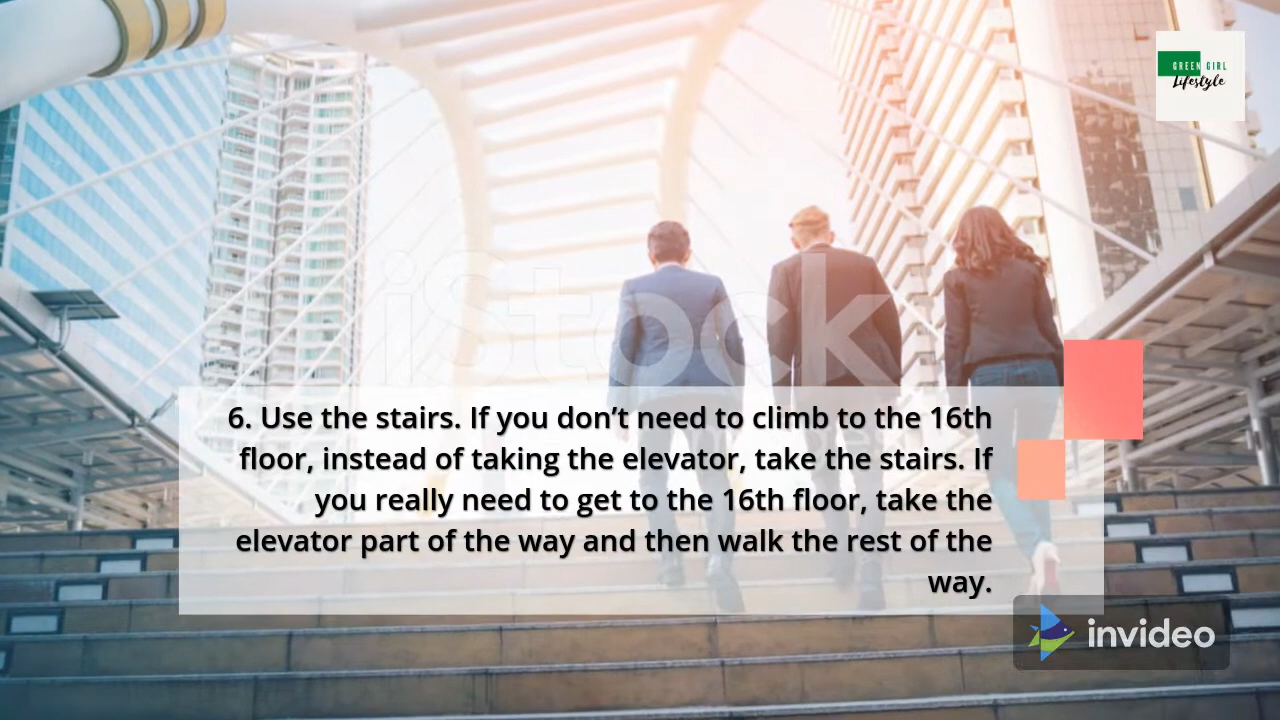 GREEN GIRL
Lifestyle
iStock
6. Use the stairs. If you don’t need to climb to the 16th
floor, instead of taking the elevator, take the stairs. If
you really need to get to the 16th floor, take the
elevator part of the way and then walk the rest of the
way.
invideo